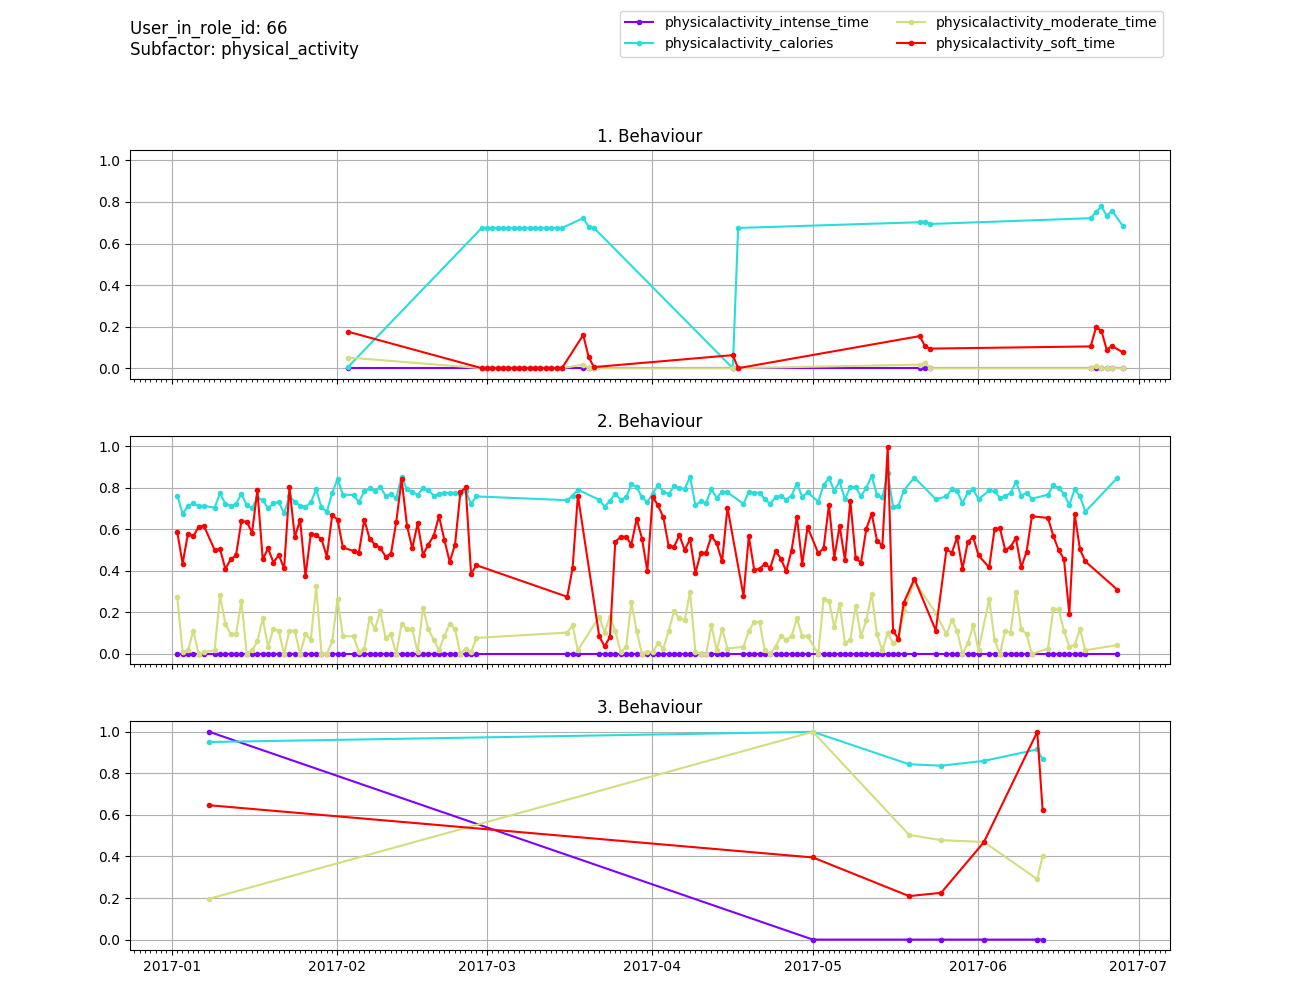 User_in_role_id: 66
Subfactor: physical_activity
physicalactivity_intense_time
physicalactivity_calories
physicalactivity_moderate_time
physicalactivity_soft_time
1. Behaviour
1.0
0.8
0.6
0.4
0.2
0.0
2. Behaviour
1.0
0.8
0.6
0.4
0.2
0.0
3. Behaviour
1.0
0.8
0.6
0.4
0.2
0.0
2017-01 2017-02 2017-03 2017-04 2017-05 2017-06 2017-07